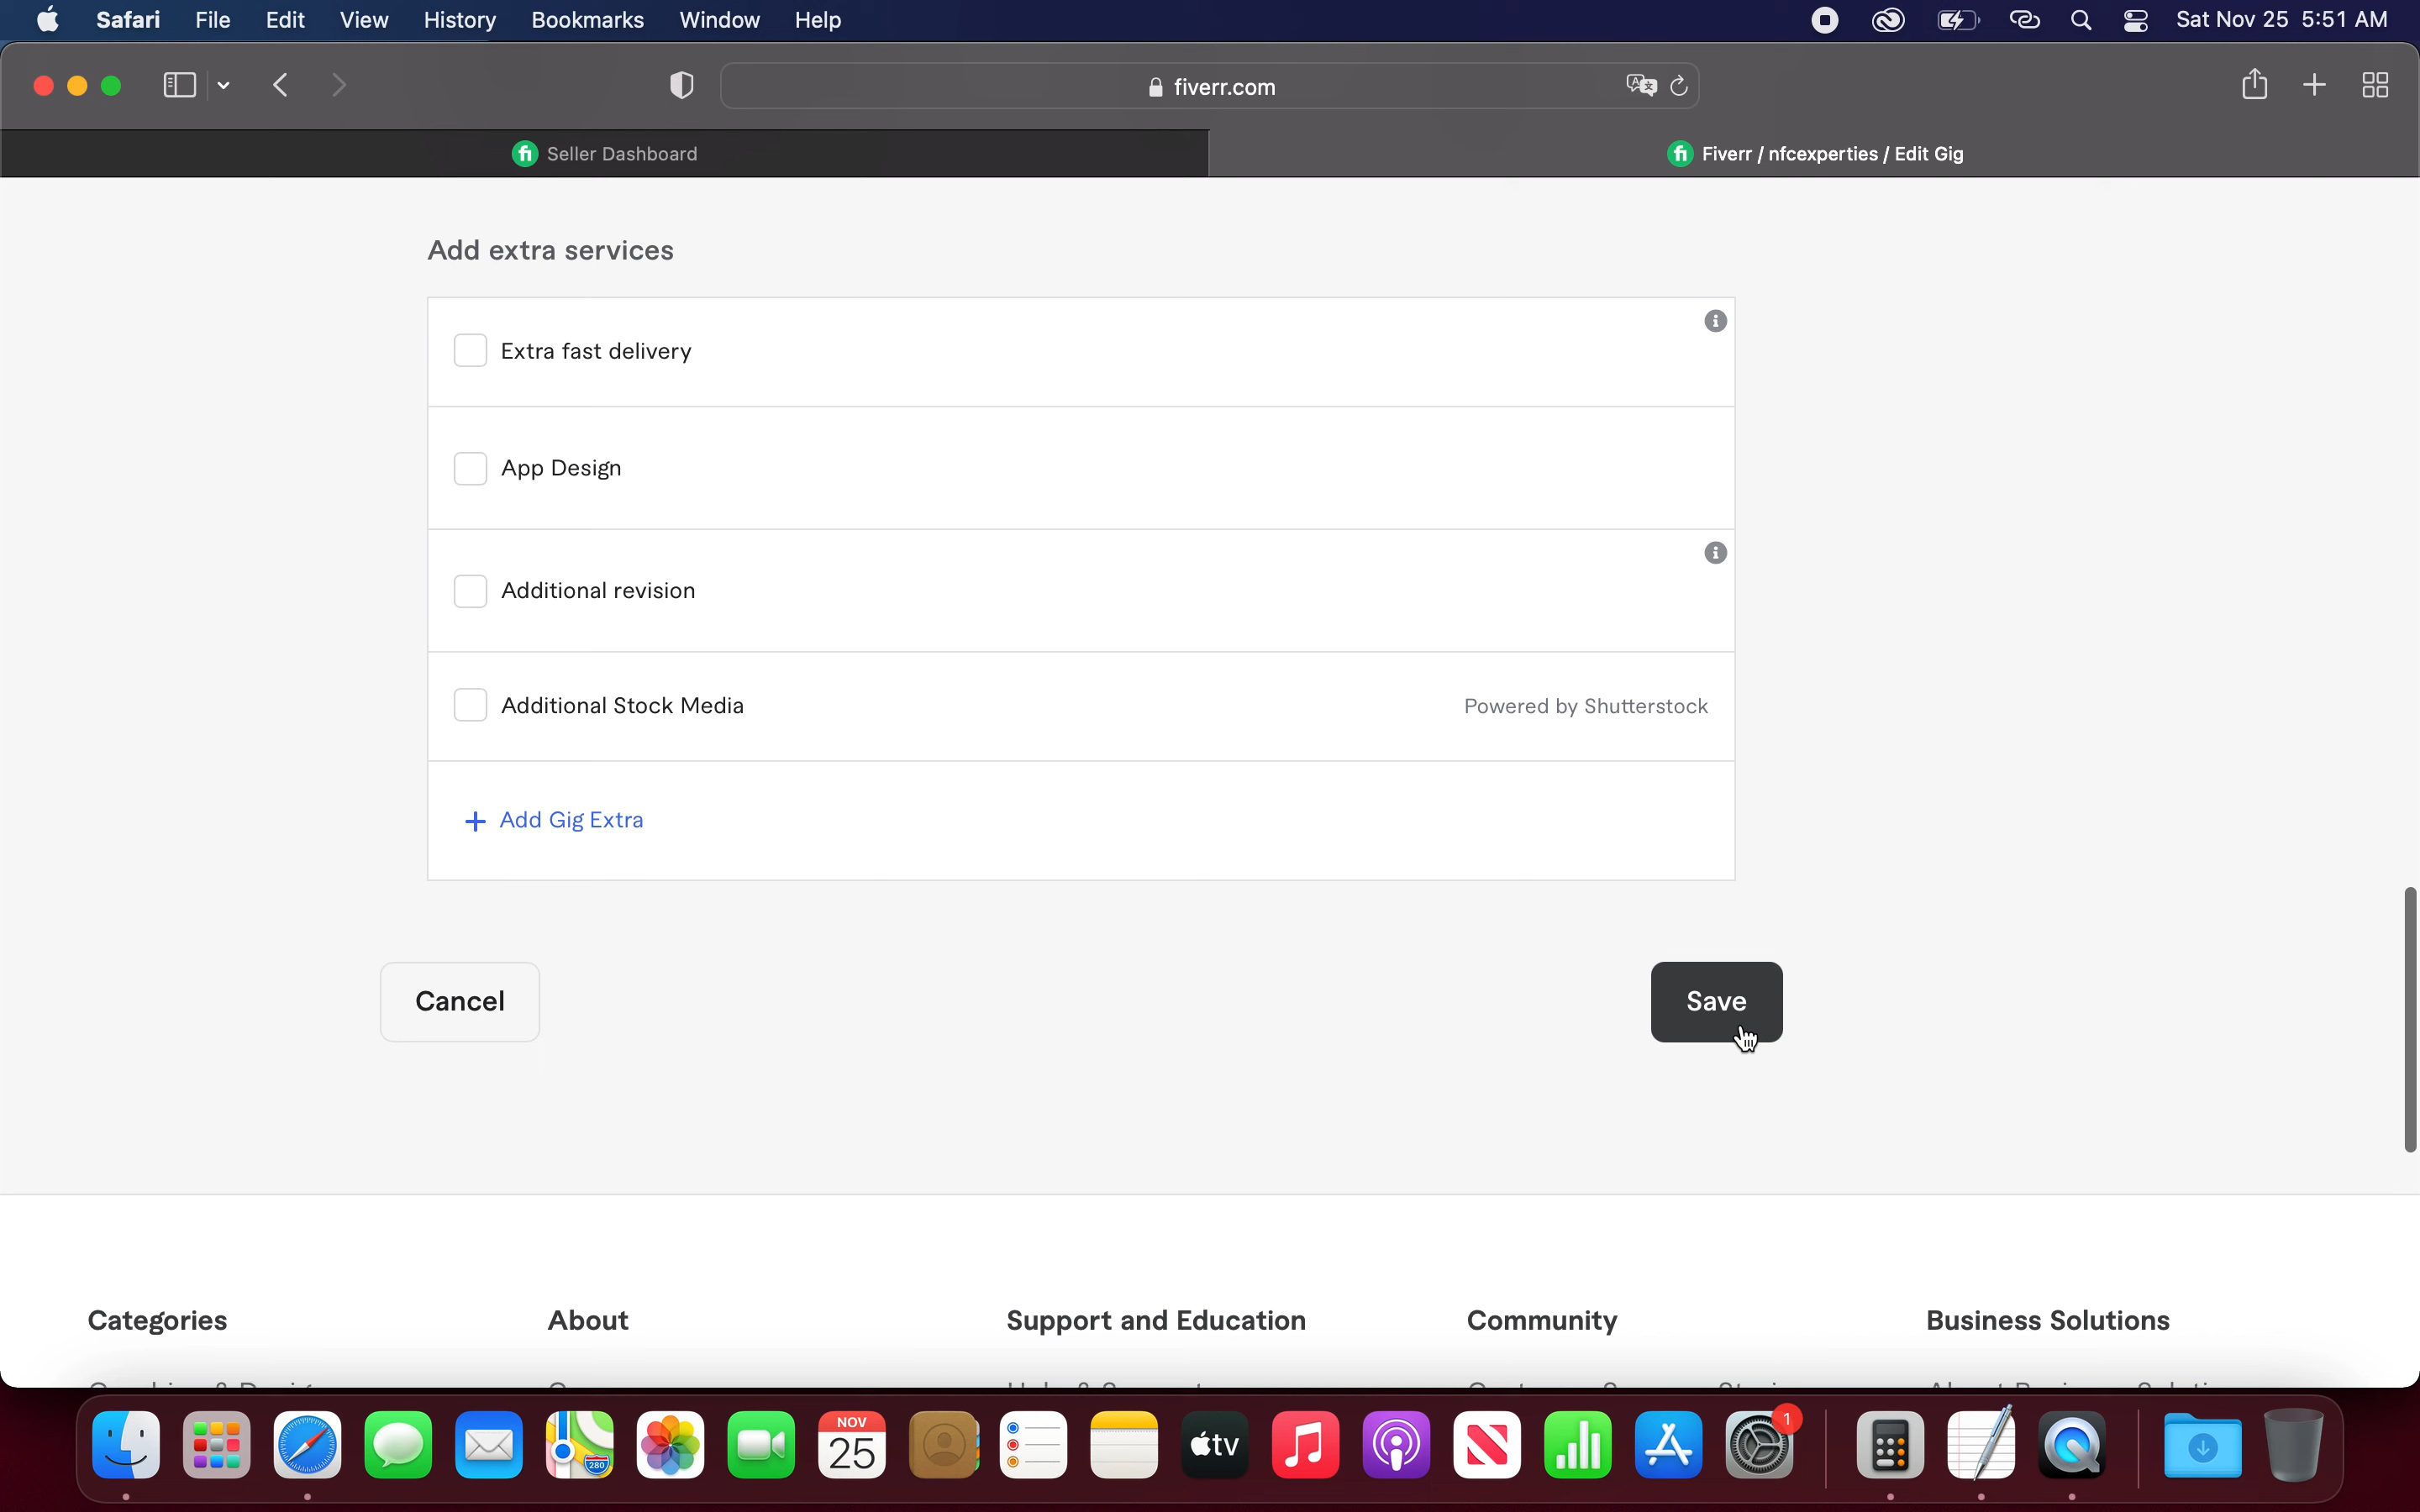 Safari File Edit View History Bookmarks Window Help Sat Nov 25 5:51 AM
fiverr.com
Seller Dashboard Fiverr / nfcexperties / Edit Gig
Add extra services
Extra fast delivery
App Design
Additional revision
Additional Stock Media Powered by Shutterstock
+ Add Gig Extra
Cancel Save
Categories About Support and Education Community Business Solutions
NOV
25
tv
280
1